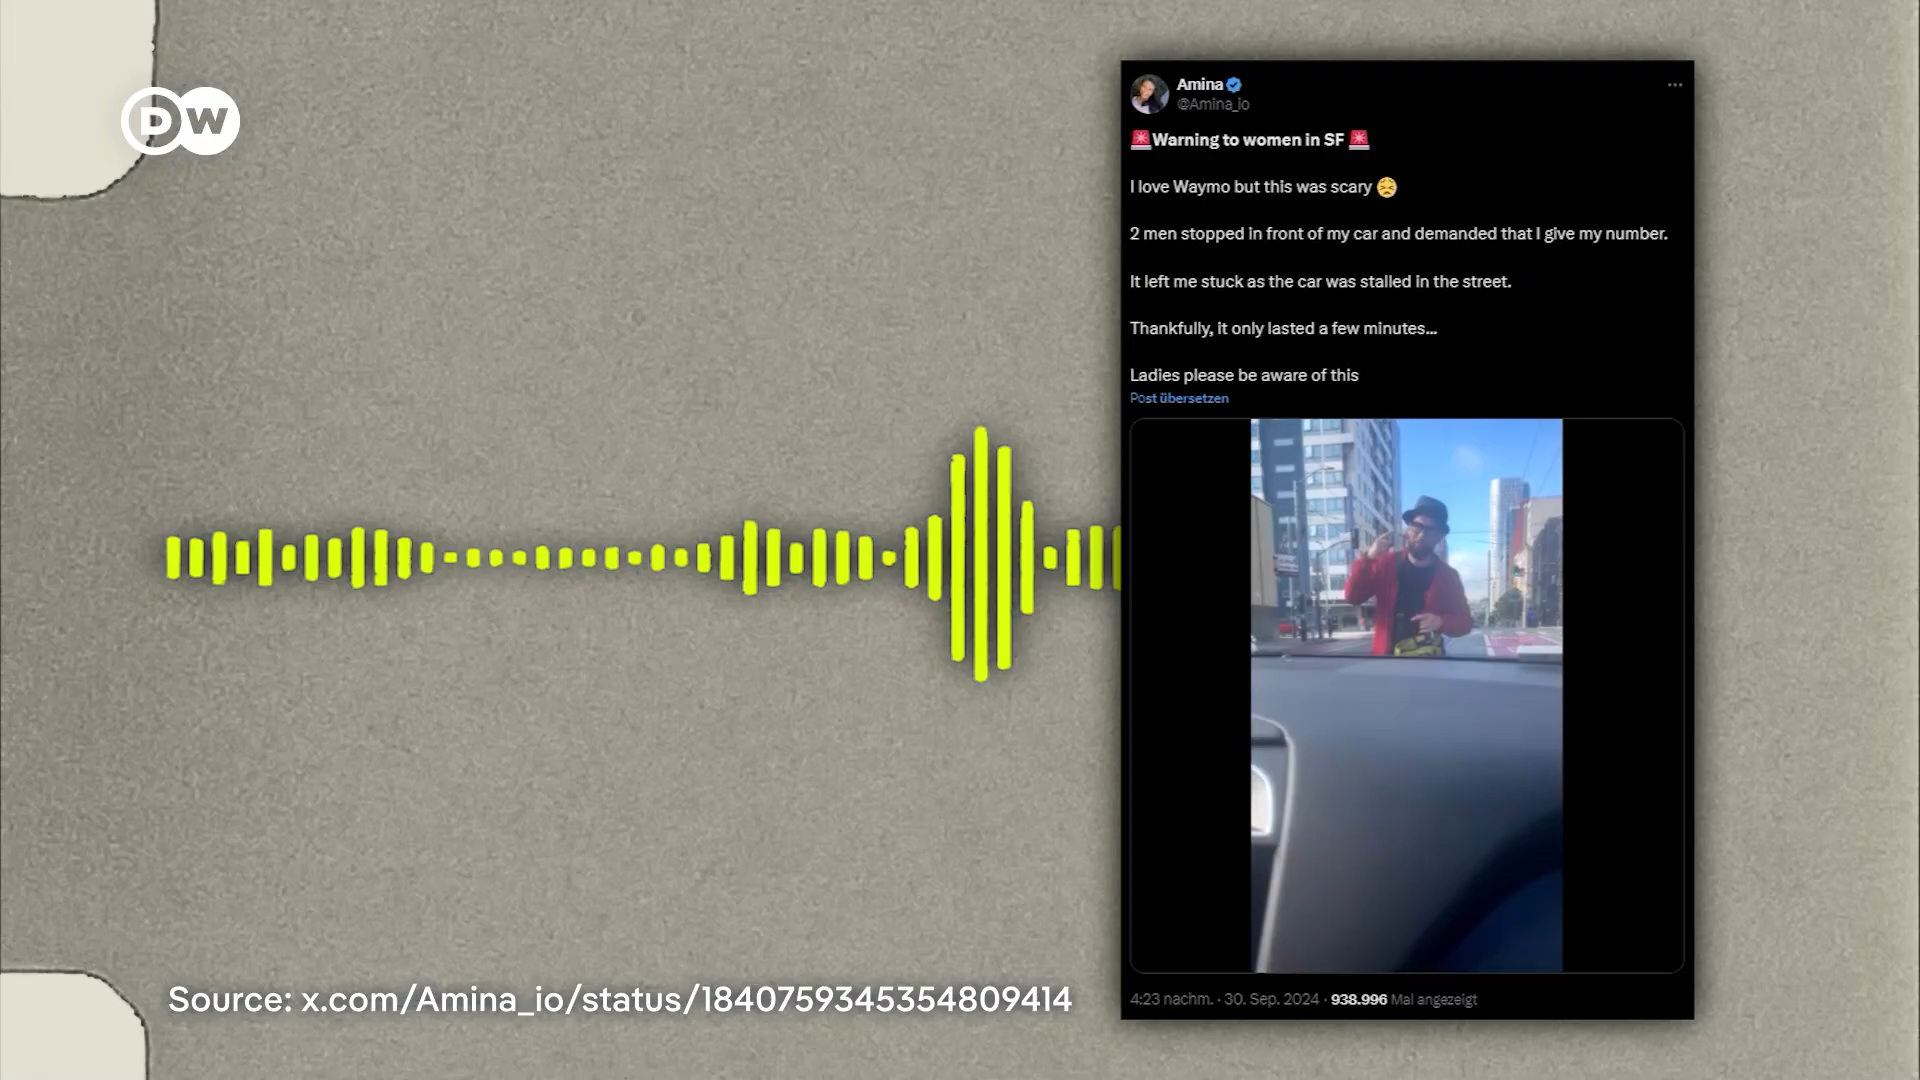 DW
Amina
@Amina_io
🚨Warning to women in SF 🚨
I love Waymo but this was scary 😣
2 men stopped in front of my car and demanded that I give my number.
It left me stuck as the car was stalled in the street.
Thankfully, it only lasted a few minutes...
Ladies please be aware of this
Post übersetzen
4:23 nachm. · 30. Sep. 2024 · 938.996 Mal angezeigt
Source: x.com/Amina_io/status/1840759345354809414